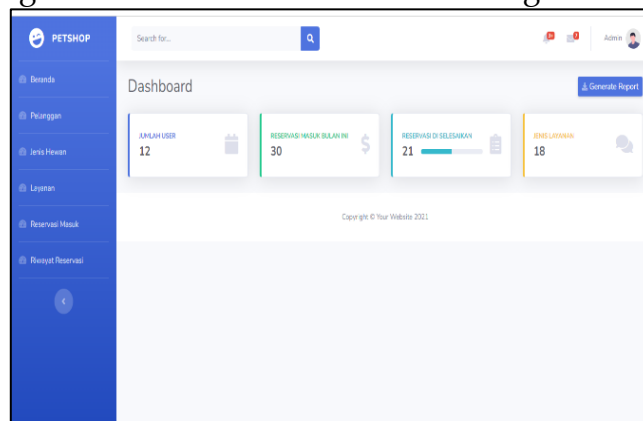 PETSHOP
Search for...
Admin
Beranda
Pelanggan
Jenis Hewan
Layanan
Reservasi Masuk
Riwayat Reservasi
Dashboard
Generate Report
JUMLAH USER
12
RESERVASI MASUK BULAN INI
30
RESERVASI DI SELESAIKAN
21
JENIS LAYANAN
18
Copyright © Your Website 2021